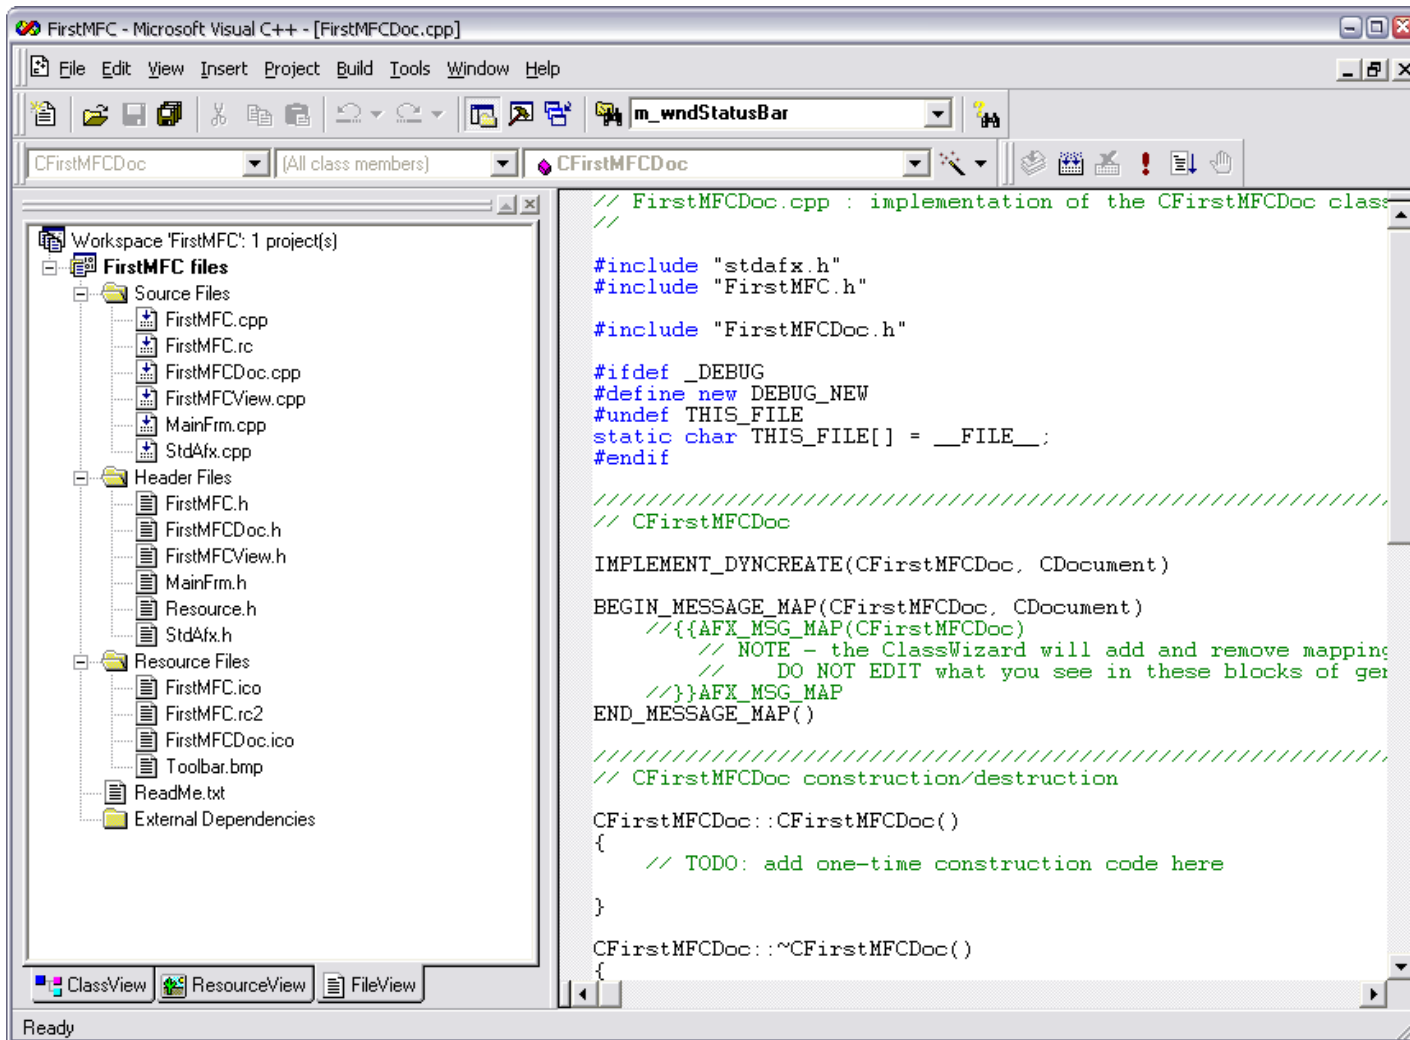 FirstMFC - Microsoft Visual C++ - [FirstMFCDoc.cpp]
File Edit View Insert Project Build Tools Window Help
m_wndStatusBar
CFirstMFCDoc (All class members) CFirstMFCDoc
Workspace 'FirstMFC': 1 project(s)
FirstMFC files
Source Files
FirstMFC.cpp
FirstMFC.rc
FirstMFCDoc.cpp
FirstMFCView.cpp
MainFrm.cpp
StdAfx.cpp
Header Files
FirstMFC.h
FirstMFCDoc.h
FirstMFCView.h
MainFrm.h
Resource.h
StdAfx.h
Resource Files
FirstMFC.ico
FirstMFC.rc2
FirstMFCDoc.ico
Toolbar.bmp
ReadMe.txt
External Dependencies
ClassView ResourceView FileView
// FirstMFCDoc.cpp : implementation of the CFirstMFCDoc class
//
#include "stdafx.h"
#include "FirstMFC.h"
#include "FirstMFCDoc.h"
#ifdef _DEBUG
#define new DEBUG_NEW
#undef THIS_FILE
static char THIS_FILE[] = __FILE__;
#endif
/////////////////////////////////////////////////////////////
// CFirstMFCDoc
IMPLEMENT_DYNCREATE(CFirstMFCDoc, CDocument)
BEGIN_MESSAGE_MAP(CFirstMFCDoc, CDocument)
//{{AFX_MSG_MAP(CFirstMFCDoc)
// NOTE - the ClassWizard will add and remove mapping
// DO NOT EDIT what you see in these blocks of ger
//}}AFX_MSG_MAP
END_MESSAGE_MAP()
/////////////////////////////////////////////////////////////
// CFirstMFCDoc construction/destruction
CFirstMFCDoc::CFirstMFCDoc()
{
// TODO: add one-time construction code here
}
CFirstMFCDoc::~CFirstMFCDoc()
{
Ready